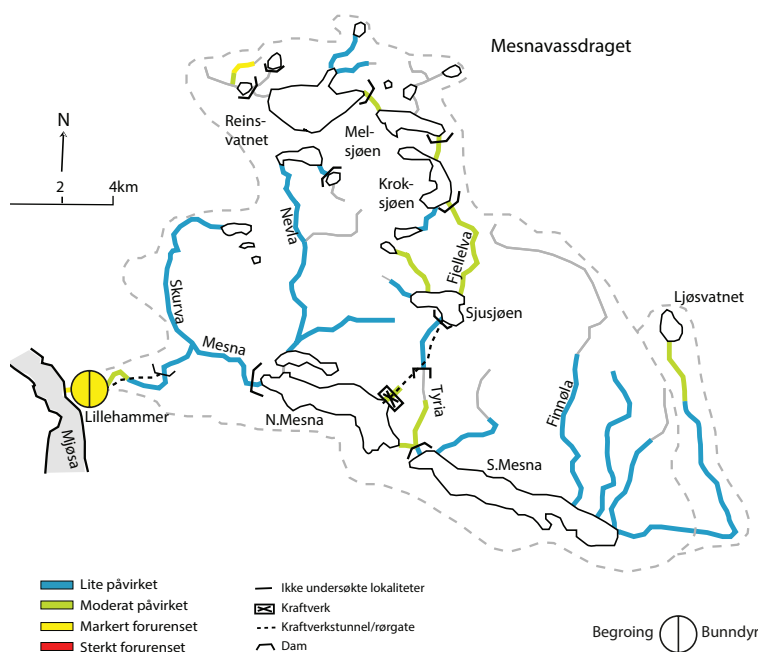 Mesnavassdraget
N
2 4km
Reins-
vatnet
Mel-
sjøen
Krok-
sjøen
Nevla
Fjellelva
Skurva
Mesna
Sjusjøen
Ljøsvatnet
Lillehammer
Mjøsa
N.Mesna
Tyria
Finnøla
S.Mesna
Lite påvirket
Moderat påvirket
Markert forurenset
Sterkt forurenset
Ikke undersøkte lokaliteter
Kraftverk
Kraftverkstunnel/rørgate
Dam
Begroing Bunndyr